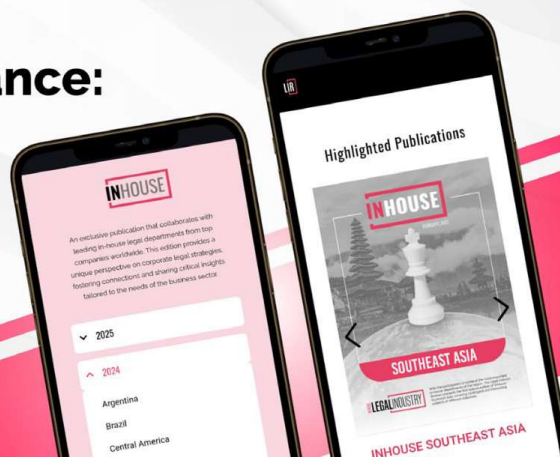 ance:
INHOUSE
An exclusive publication that collaborates with
leading in-house legal departments from top
companies worldwide. This edition provides a
unique perspective on corporate legal strategies,
fostering connections and sharing critical insights
tailored to the needs of the business sector.
2025
2024
Argentina
Brazil
Central America
LIR
Highlighted Publications
INHOUSE
SOUTHEAST ASIA
LEGALINDUSTRY
INHOUSE SOUTHEAST ASIA